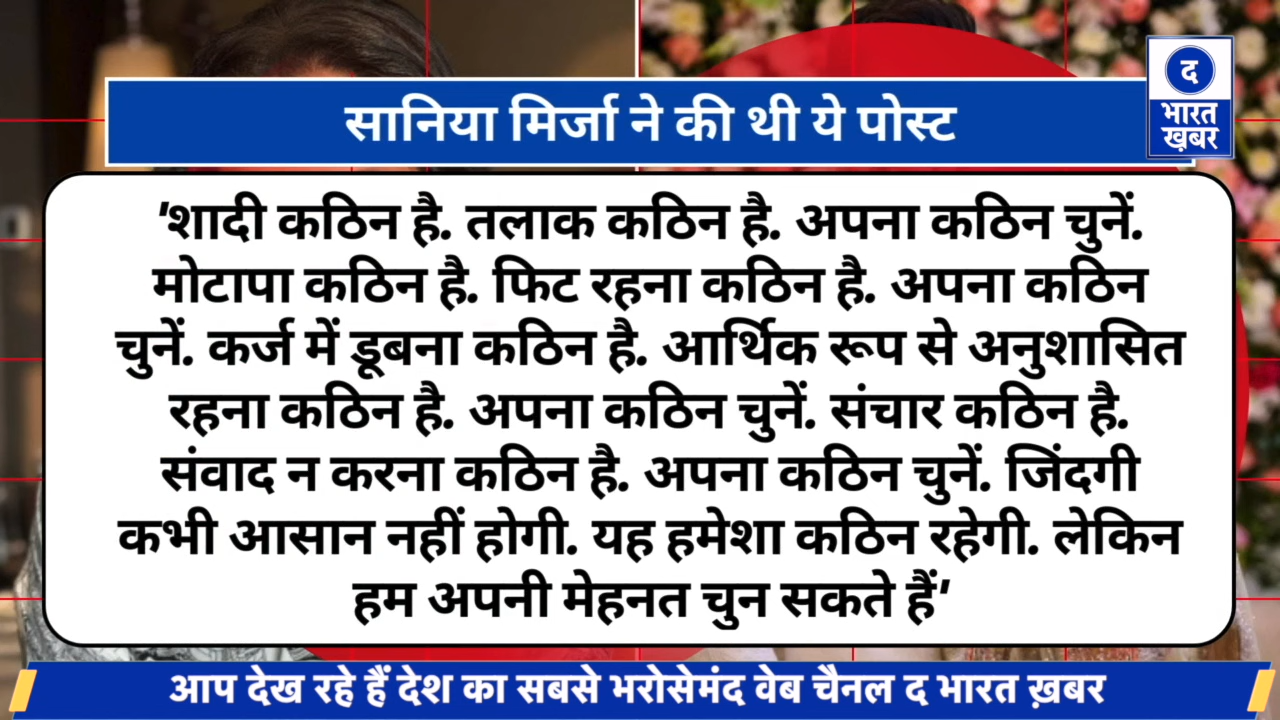 सानिया मिर्जा ने की थी ये पोस्ट
द
भारत
ख़बर
'शादी कठिन है. तलाक कठिन है. अपना कठिन चुनें.
मोटापा कठिन है. फिट रहना कठिन है. अपना कठिन
चुनें. कर्ज में डूबना कठिन है. आर्थिक रूप से अनुशासित
रहना कठिन है. अपना कठिन चुनें. संचार कठिन है.
संवाद न करना कठिन है. अपना कठिन चुनें. जिंदगी
कभी आसान नहीं होगी. यह हमेशा कठिन रहेगी. लेकिन
हम अपनी मेहनत चुन सकते हैं'
आप देख रहे हैं देश का सबसे भरोसेमंद वेब चैनल द भारत ख़बर